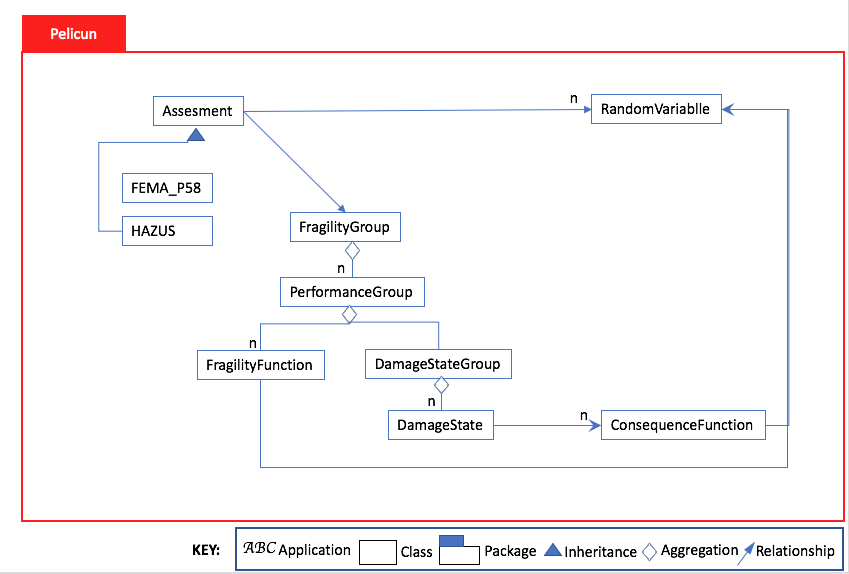 Pelicun
Assesment
n
RandomVariablle
FEMA_P58
HAZUS
FragilityGroup
n
PerformanceGroup
n
FragilityFunction
DamageStateGroup
n
DamageState
n
ConsequenceFunction
KEY: ABC Application Class Package Inheritance Aggregation Relationship